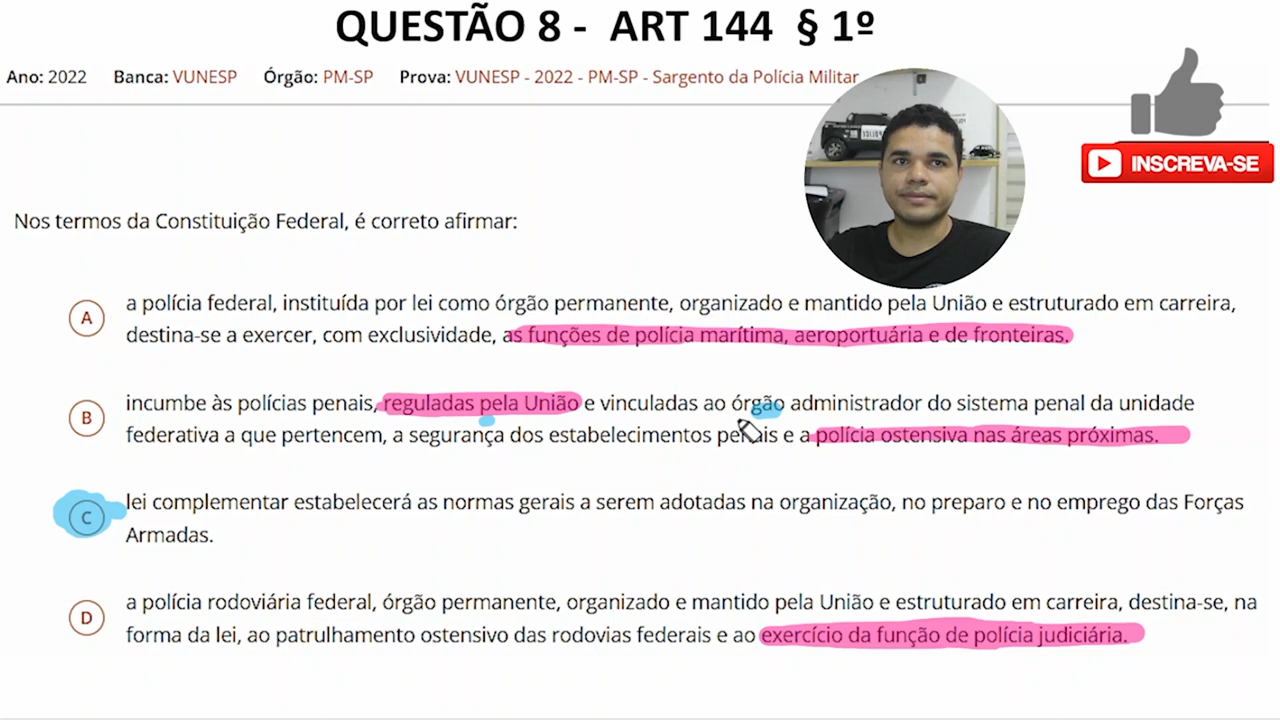 QUESTÃO 8 - ART 144 § 1º
Ano: 2022 Banca: VUNESP Órgão: PM-SP Prova: VUNESP - 2022 - PM-SP - Sargento da Polícia Militar
INSCREVA-SE
Nos termos da Constituição Federal, é correto afirmar:
A
a polícia federal, instituída por lei como órgão permanente, organizado e mantido pela União e estruturado em carreira,
destina-se a exercer, com exclusividade, as funções de polícia marítima, aeroportuária e de fronteiras.
B
incumbe às polícias penais, reguladas pela União e vinculadas ao órgão administrador do sistema penal da unidade
federativa a que pertencem, a segurança dos estabelecimentos penais e a polícia ostensiva nas áreas próximas.
C
lei complementar estabelecerá as normas gerais a serem adotadas na organização, no preparo e no emprego das Forças
Armadas.
D
a polícia rodoviária federal, órgão permanente, organizado e mantido pela União e estruturado em carreira, destina-se, na
forma da lei, ao patrulhamento ostensivo das rodovias federais e ao exercício da função de polícia judiciária.